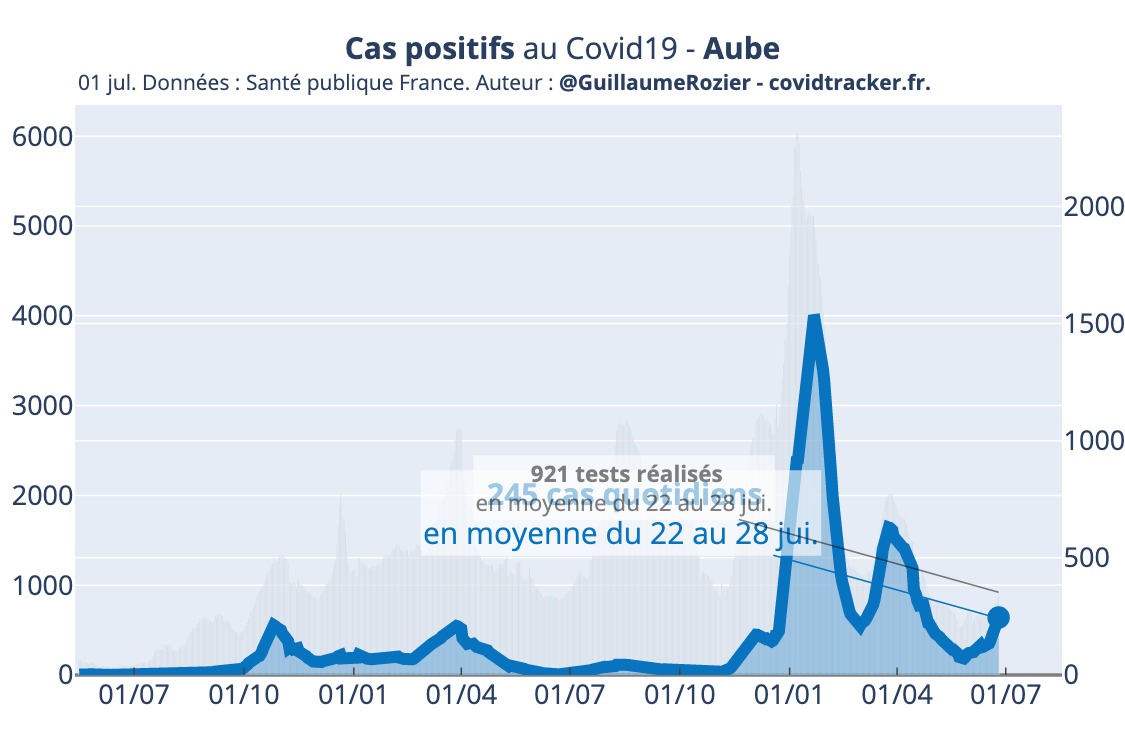 Cas positifs au Covid19 - Aube
01 jul. Données : Santé publique France. Auteur : @GuillaumeRozier - covidtracker.fr.
6000
5000
4000
3000
2000
1000
0
2000
1500
1000
500
0
921 tests réalisés
en moyenne du 22 au 28 jui.
245 cas quotidiens
en moyenne du 22 au 28 jui.
01/07 01/10 01/01 01/04 01/07 01/10 01/01 01/04 01/07